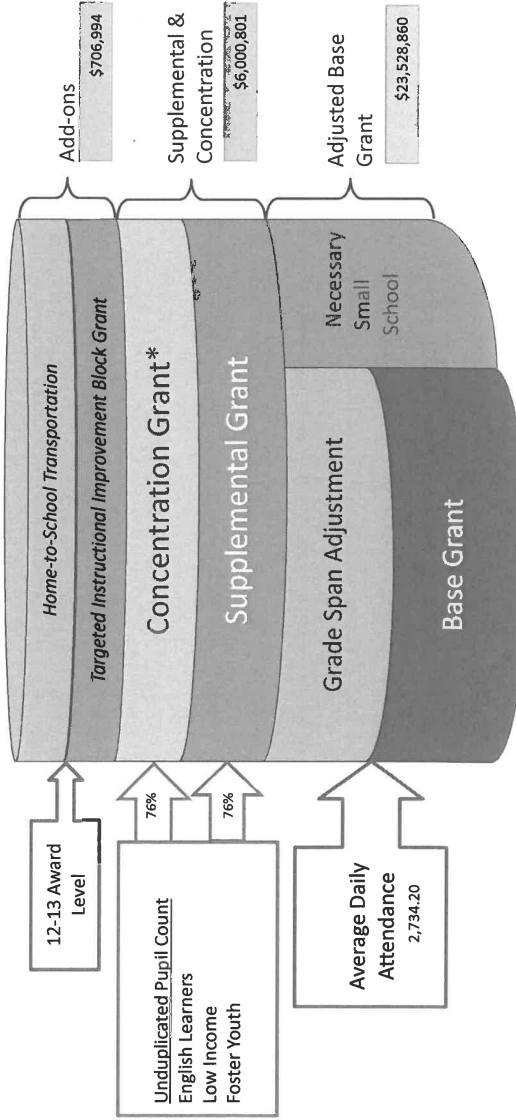 12-13 Award
Level
Unduplicated Pupil Count
English Learners
Low Income
Foster Youth
76%
76%
Average Daily
Attendance
2,734.20
Home-to-School Transportation
Targeted Instructional Improvement Block Grant
Concentration Grant*
Supplemental Grant
Grade Span Adjustment
Base Grant
Necessary
Small
School
Add-ons
$706,994
Supplemental &
Concentration
$6,000,801
Adjusted Base
Grant
$23,528,860